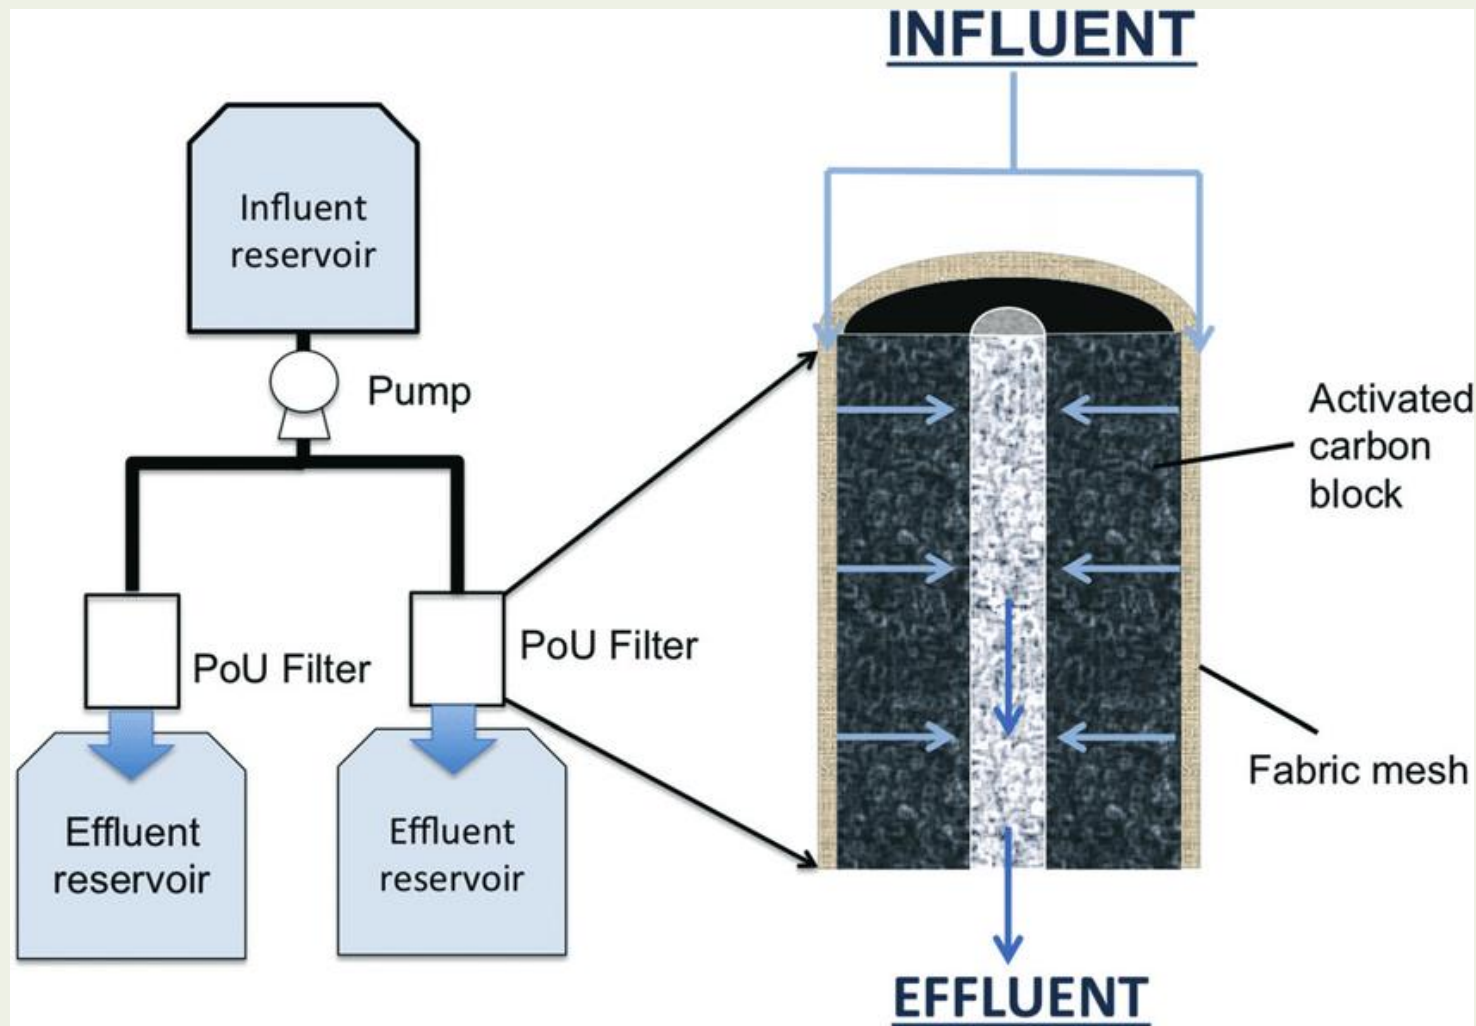 INFLUENT
Influent
reservoir
Pump
Activated
carbon
block
PoU Filter
PoU Filter
Fabric mesh
Effluent
reservoir
Effluent
reservoir
EFFLUENT